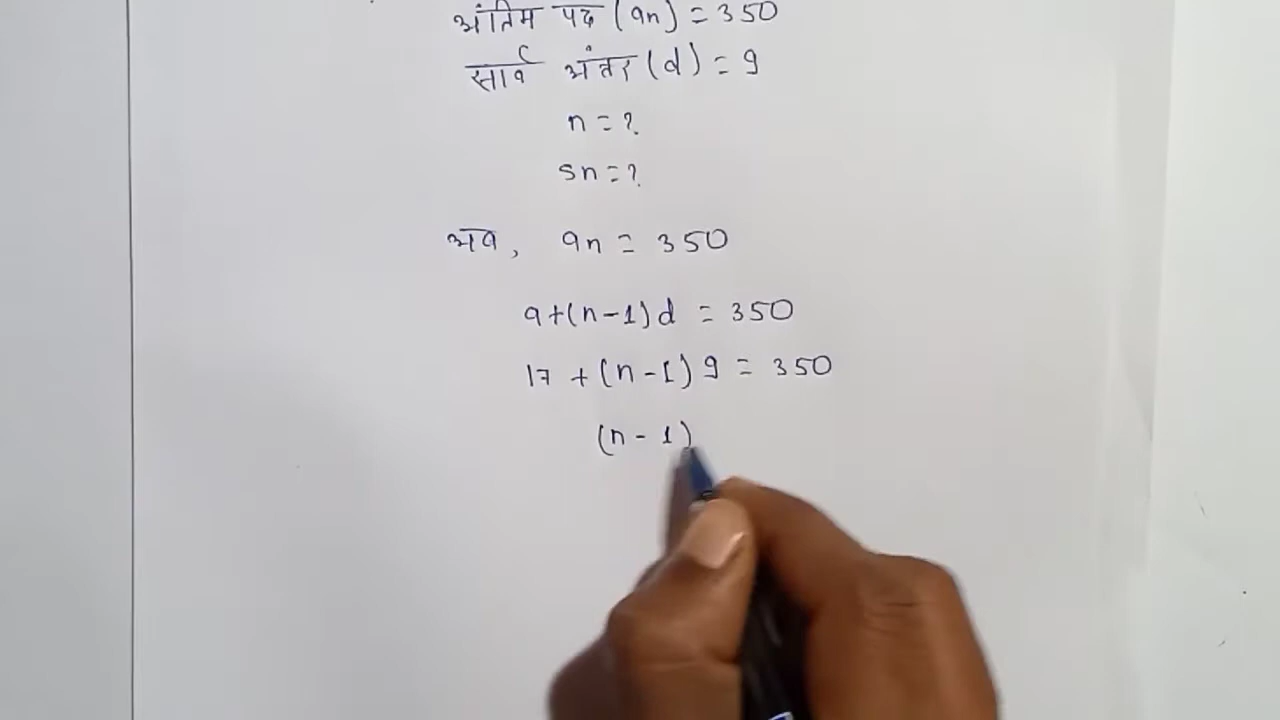 अंतिम पद (an) = 350
सार्व अंतर (d) = 9
n = ?
Sn = ?
अब, an = 350
a+(n-1)d = 350
17 + (n-1) 9 = 350
(n - 1)